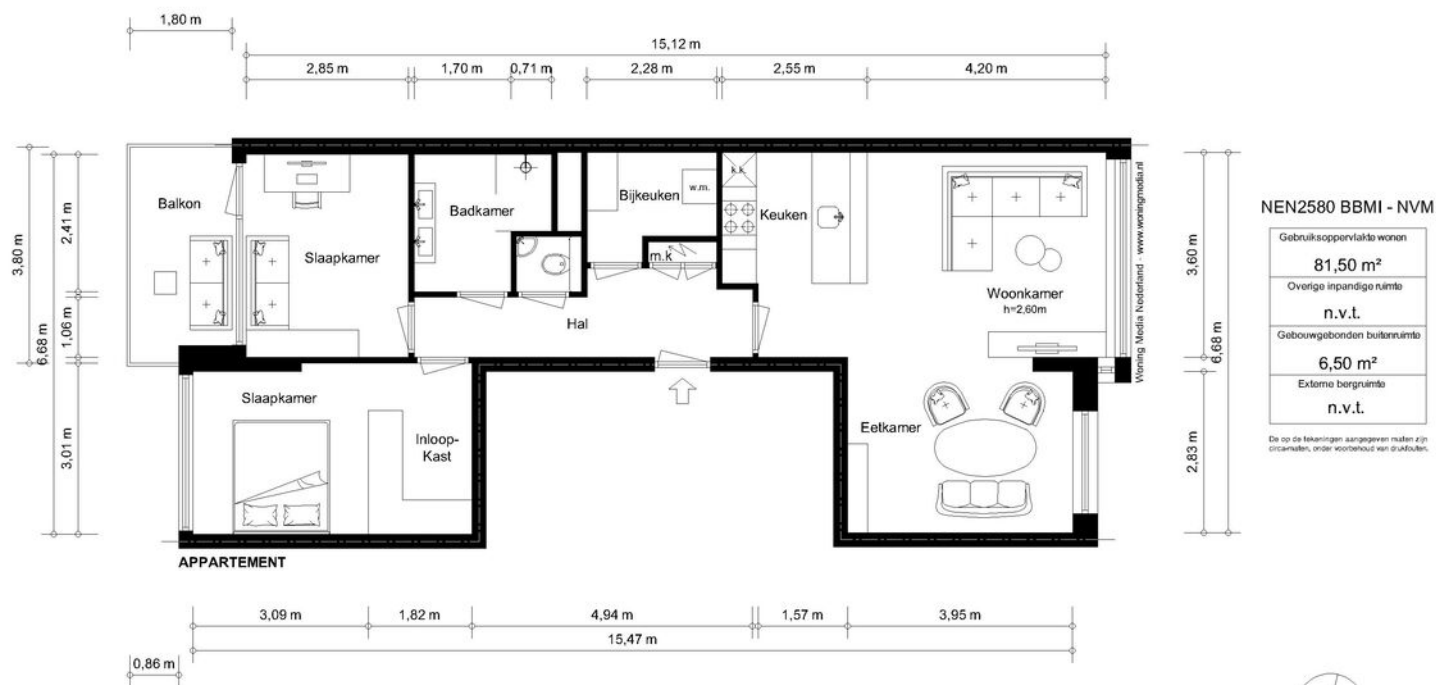 1,80 m
15,12 m
2,85 m
1,70 m
0,71 m
2,28 m
2,55 m
4,20 m
3,80 m
6,68 m
2,41 m
1,06 m
3,01 m
Balkon
Slaapkamer
Badkamer
Bijkeuken
w.m.
m.k
k.k.
Keuken
Woonkamer
h=2,60m
Hal
Slaapkamer
Inloop-
Kast
Eetkamer
Woning Media Nederland - www.woningmedia.nl
3,60 m
6,68 m
2,83 m
NEN2580 BBMI - NVM
Gebruiksoppervlakte wonen
81,50 m²
Overige inpandige ruimte
n.v.t.
Gebouwgebonden buitenruimte
6,50 m²
Externe bergruimte
n.v.t.
De op de tekeningen aangegeven maten zijn
circa-maten, onder voorbehoud van drukfouten.
APPARTEMENT
3,09 m
1,82 m
4,94 m
1,57 m
3,95 m
15,47 m
0,86 m